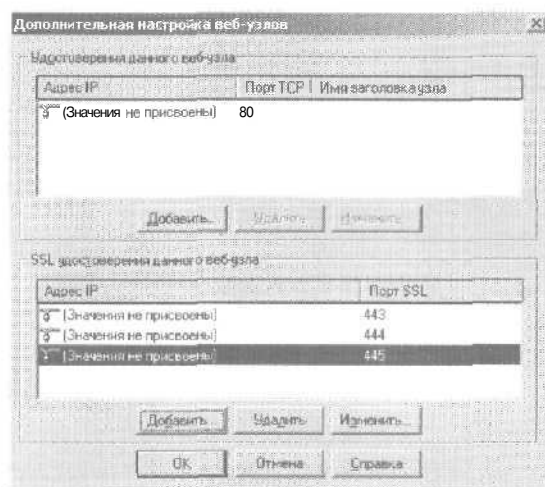 Дополнительная настройка веб-узлов
Удостоверения данного веб-узла
Адрес IP Порт TCP Имя заголовка узла
(Значения не присвоены) 80
Добавить... Удалить Изменить...
SSL удостоверения данного веб-узла
Адрес IP Порт SSL
(Значения не присвоены) 443
(Значения не присвоены) 444
(Значения не присвоены) 445
Добавить... Удалить Изменить...
OK Отмена Справка